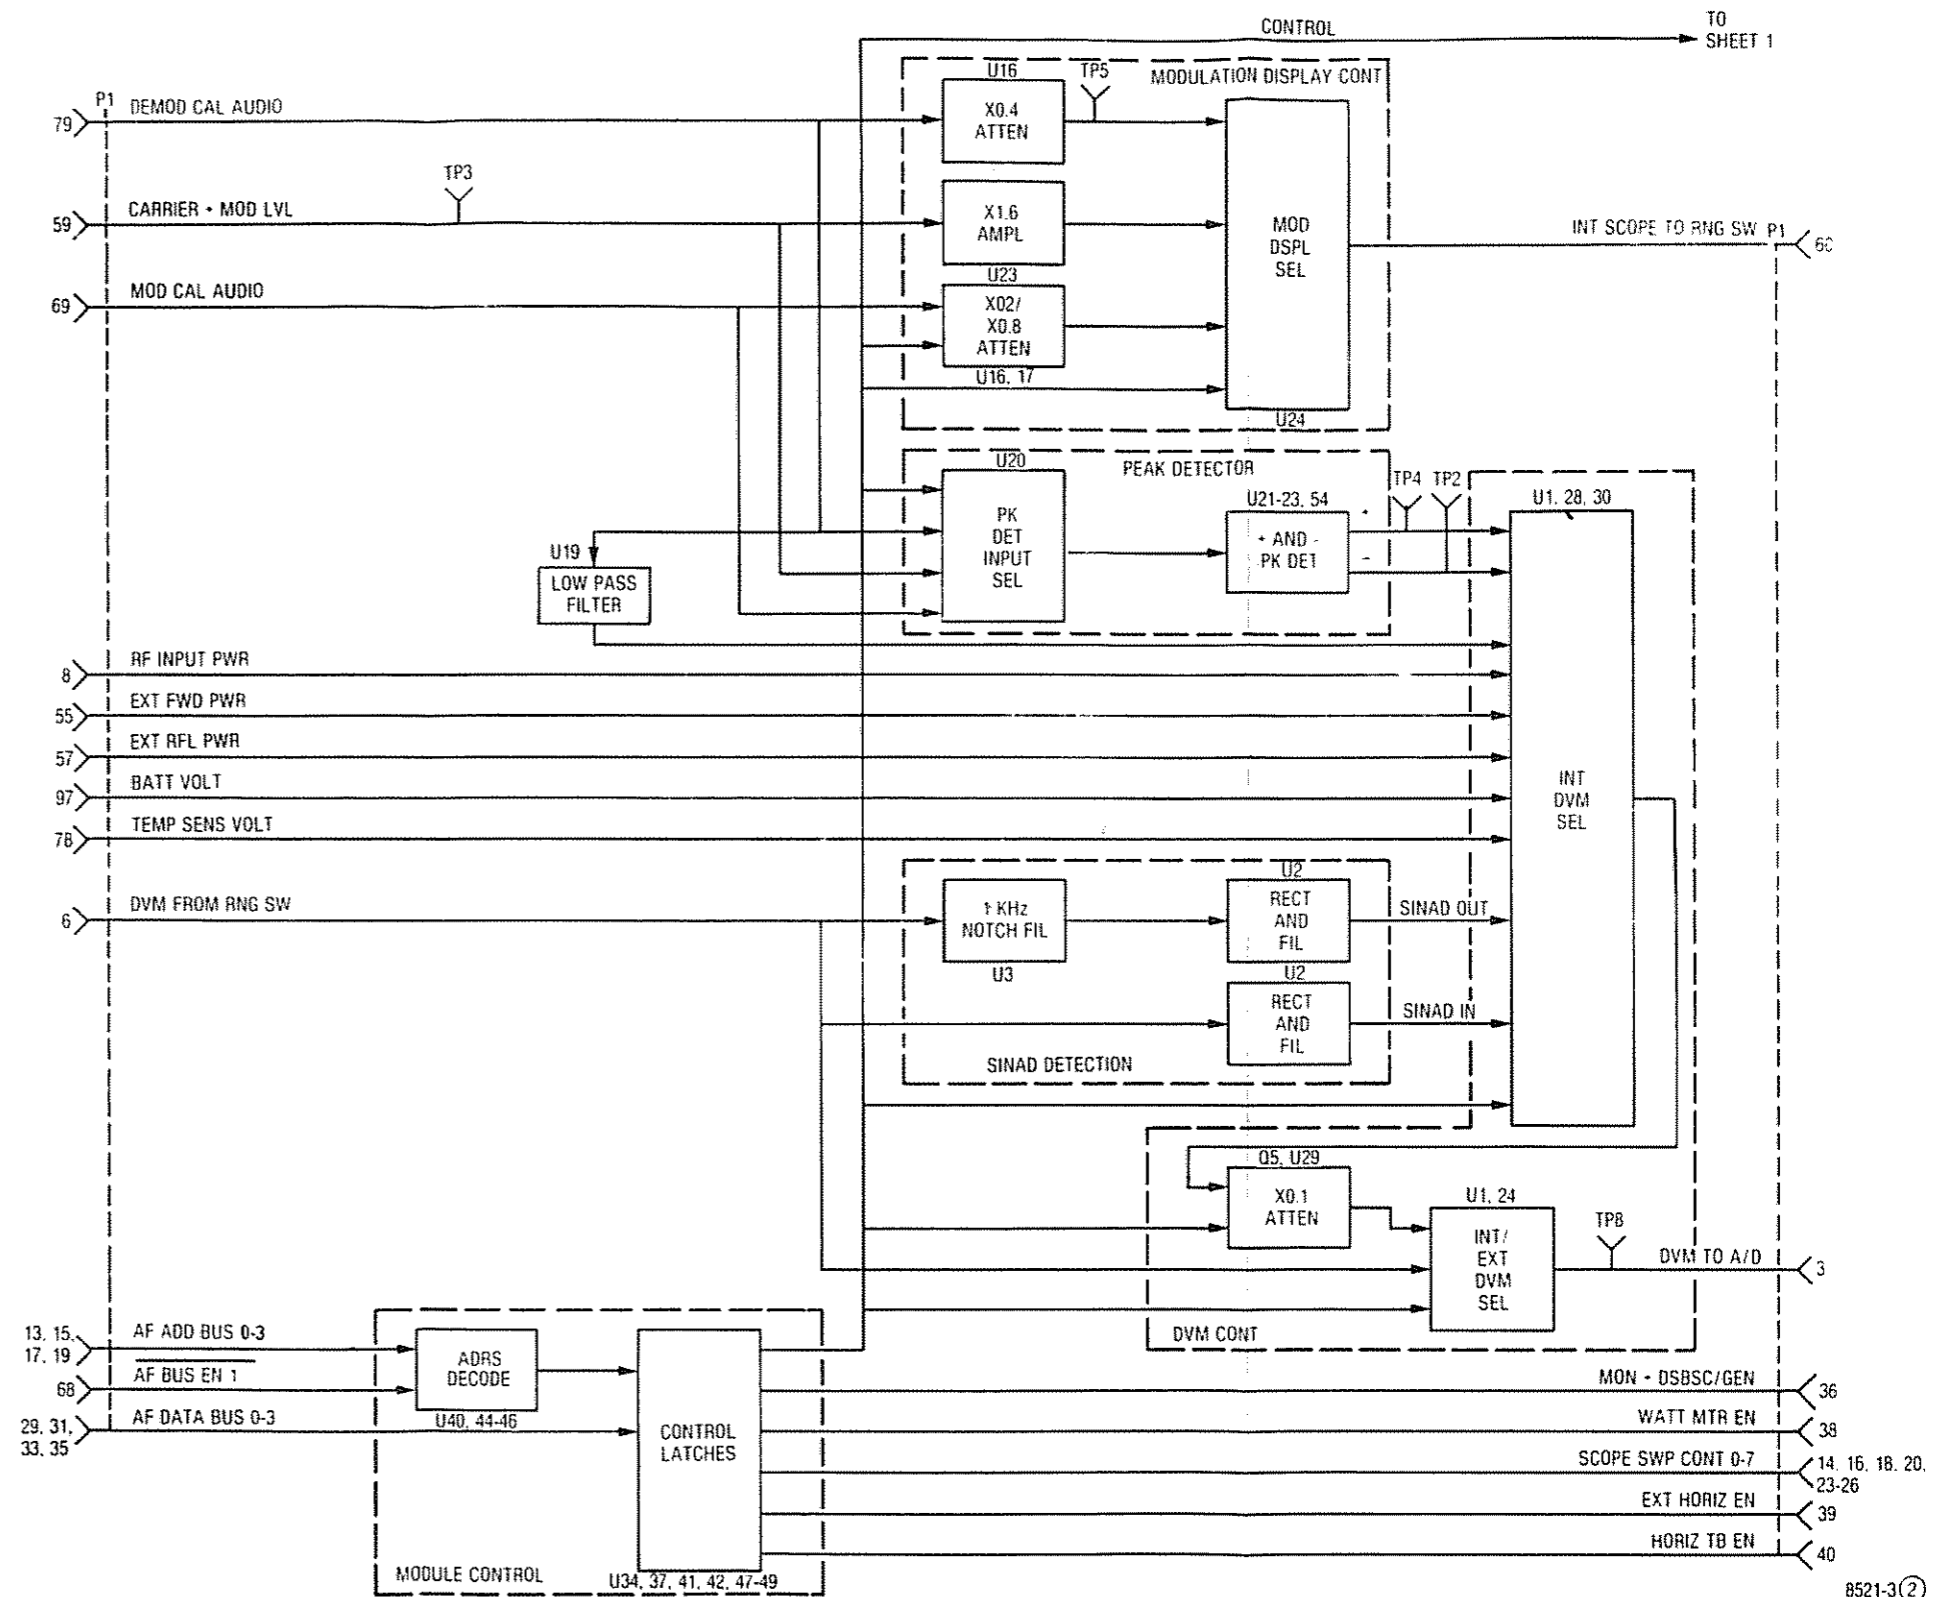 CONTROL
TO
SHEET 1
U16
TP5
MODULATION DISPLAY CONT
P1
79
DEMOD CAL AUDIO
X0.4
ATTEN
TP3
59
CARRIER + MOD LVL
X1.6
AMPL
MOD
DSPL
SEL
INT SCOPE TO RNG SW
P1
U23
69
MOD CAL AUDIO
X02/
X0.8
ATTEN
U16, 17
U24
U20
PEAK DETECTOR
TP4
TP2
U21-23, 54
U1, 28, 30
PK
DET
INPUT
SEL
+ AND -
PK DET
+
-
U19
LOW PASS
FILTER
8
RF INPUT PWR
55
EXT FWD PWR
57
EXT RFL PWR
97
BATT VOLT
78
TEMP SENS VOLT
INT
DVM
SEL
6
DVM FROM RNG SW
1 KHz
NOTCH FIL
U3
U2
RECT
AND
FIL
SINAD OUT
U2
RECT
AND
FIL
SINAD IN
SINAD DETECTION
Q5, U29
X0.1
ATTEN
U1, 24
INT/
EXT
DVM
SEL
TP8
DVM TO A/D
3
DVM CONT
13, 15,
17, 19
AF ADD BUS 0-3
68
AF BUS EN 1
29, 31,
33, 35
AF DATA BUS 0-3
ADRS
DECODE
U40, 44-46
CONTROL
LATCHES
MON + DSBSC/GEN
36
WATT MTR EN
38
SCOPE SWP CONT 0-7
14, 16, 18, 20,
23-26
EXT HORIZ EN
39
HORIZ TB EN
40
MODULE CONTROL
U34, 37, 41, 42, 47-49
8521-3(2)